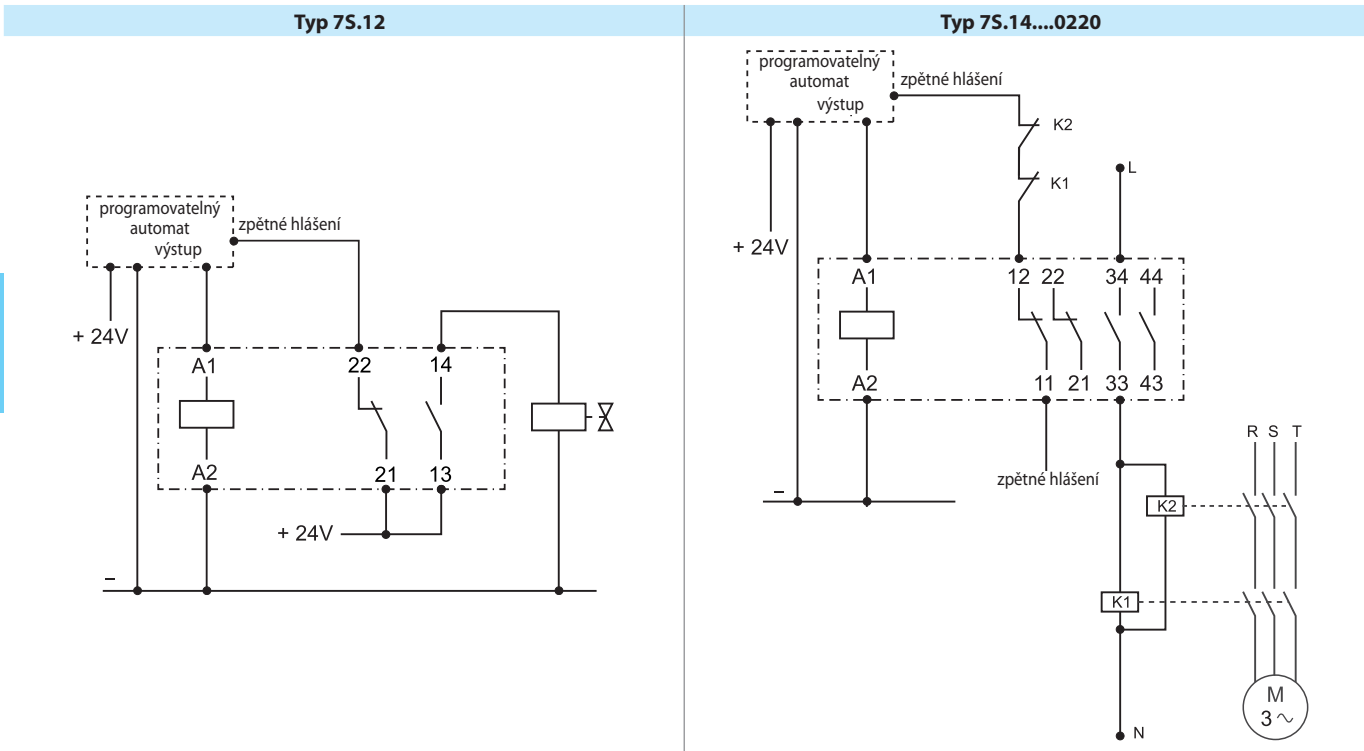 Typ 7S.12
programovatelný
automat
výstup
zpětné hlášení
+ 24V
A1
22
14
A2
21
13
+ 24V
–
Typ 7S.14....0220
programovatelný
automat
výstup
zpětné hlášení
K2
K1
L
+ 24V
A1
12 22 34 44
A2
11 21 33 43
zpětné hlášení
–
R S T
K2
K1
M
3 ~
N